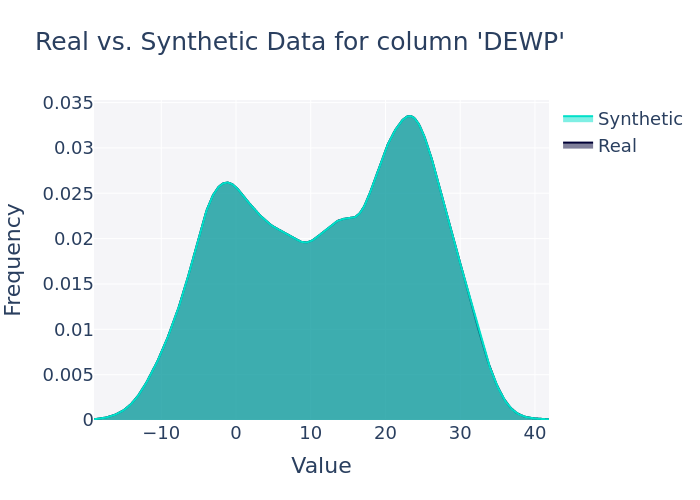 Real vs. Synthetic Data for column 'DEWP'
Synthetic
Real
Frequency
0.035
0.03
0.025
0.02
0.015
0.01
0.005
0
−10
0
10
20
30
40
Value